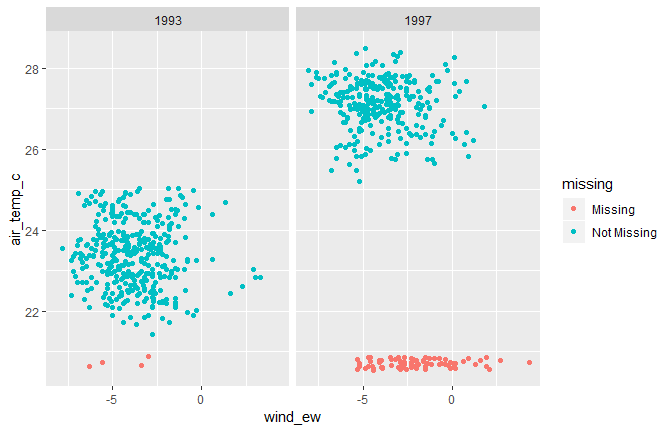 1993 1997
28
26
24
22
air_temp_c
-5 0 -5 0
wind_ew
missing
Missing
Not Missing